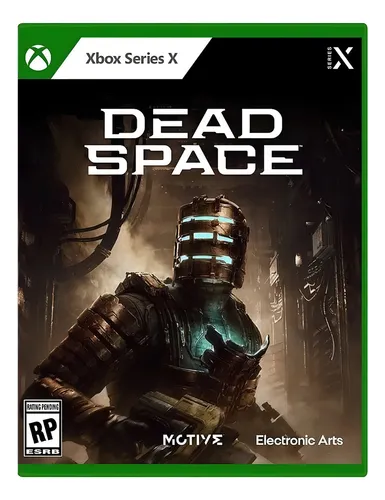 Xbox Series X
SERIES X
DEAD
SPACE
RATING PENDING
RP
ESRB
MOTIVE
Electronic Arts